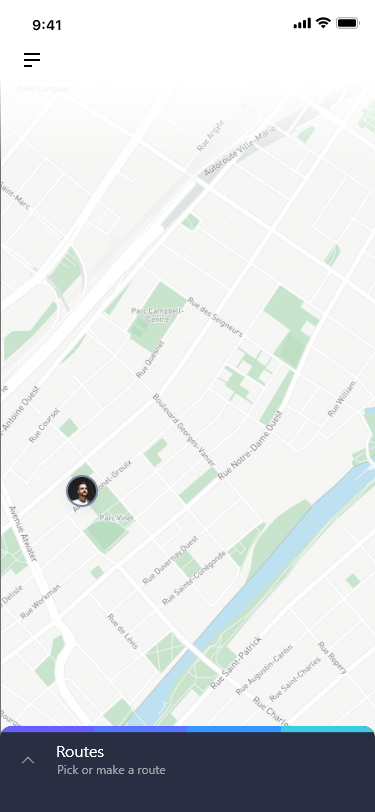 9:41
Rue Argyle
Autoroute Ville-Marie
Saint-Marc
Parc Campbell-
Centre
Rue des Seigneurs
Rue Quesnel
Rue William
Antoine Ouest
Rue Coursol
Boulevard Georges-Vanier
Rue Notre-Dame Ouest
Parc Vinet
Avenue Atwater
Rue Duvernay Ouest
Rue Sainte-Cunégonde
Delisle
Rue Workman
Rue de Lévis
Rue Saint-Patrick
Rue Augustin-Cantin
Rue Saint-Charles
Rue Ropery
Rue Charle
Bourg
Routes
Pick or make a route